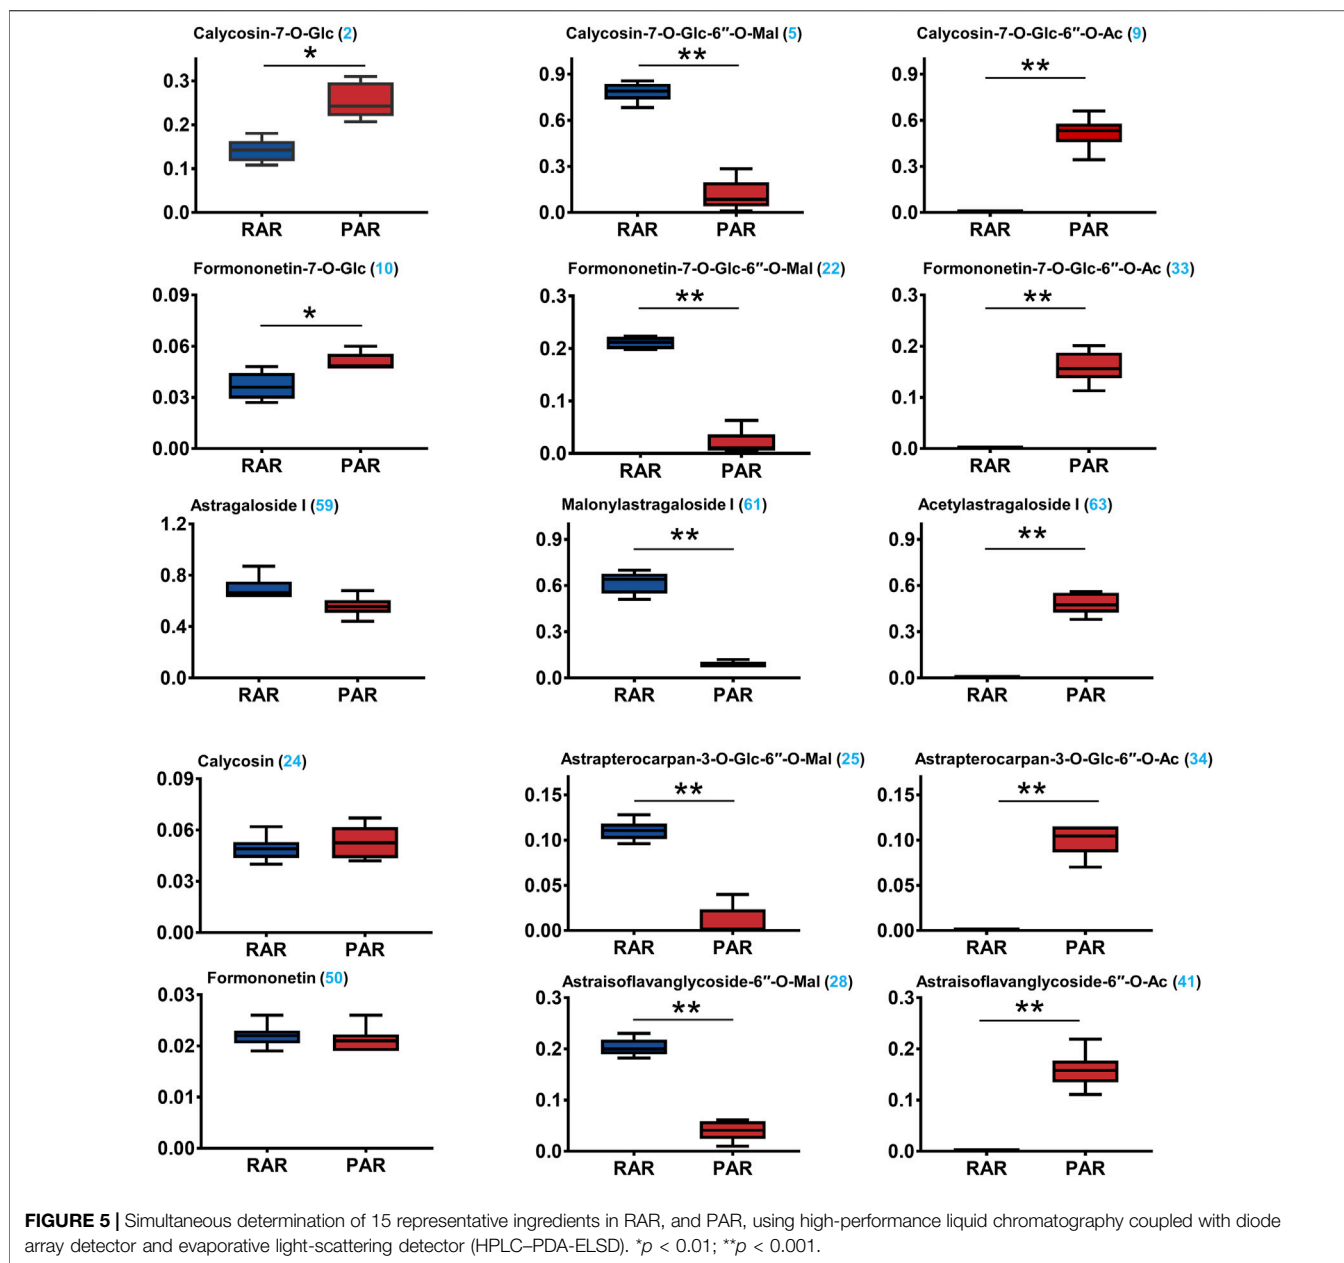 Calycosin-7-O-Glc (2)
*
0.3
0.2
0.1
0.0
RAR PAR
Calycosin-7-O-Glc-6″-O-Mal (5)
**
0.9
0.6
0.3
0.0
RAR PAR
Calycosin-7-O-Glc-6″-O-Ac (9)
**
0.9
0.6
0.3
0.0
RAR PAR
Formononetin-7-O-Glc (10)
*
0.09
0.06
0.03
0.00
RAR PAR
Formononetin-7-O-Glc-6″-O-Mal (22)
**
0.3
0.2
0.1
0.0
RAR PAR
Formononetin-7-O-Glc-6″-O-Ac (33)
**
0.3
0.2
0.1
0.0
RAR PAR
Astragaloside I (59)
1.2
0.8
0.4
0.0
RAR PAR
Malonylastragaloside I (61)
**
0.9
0.6
0.3
0.0
RAR PAR
Acetylastragaloside I (63)
**
0.9
0.6
0.3
0.0
RAR PAR
Calycosin (24)
0.09
0.06
0.03
0.00
RAR PAR
Astrapterocarpan-3-O-Glc-6″-O-Mal (25)
**
0.15
0.10
0.05
0.00
RAR PAR
Astrapterocarpan-3-O-Glc-6″-O-Ac (34)
**
0.15
0.10
0.05
0.00
RAR PAR
Formononetin (50)
0.03
0.02
0.01
0.00
RAR PAR
Astraisoflavanglycoside-6″-O-Mal (28)
**
0.3
0.2
0.1
0.0
RAR PAR
Astraisoflavanglycoside-6″-O-Ac (41)
**
0.3
0.2
0.1
0.0
RAR PAR
FIGURE 5 | Simultaneous determination of 15 representative ingredients in RAR, and PAR, using high-performance liquid chromatography coupled with diode
array detector and evaporative light-scattering detector (HPLC–PDA-ELSD). *p < 0.01; **p < 0.001.